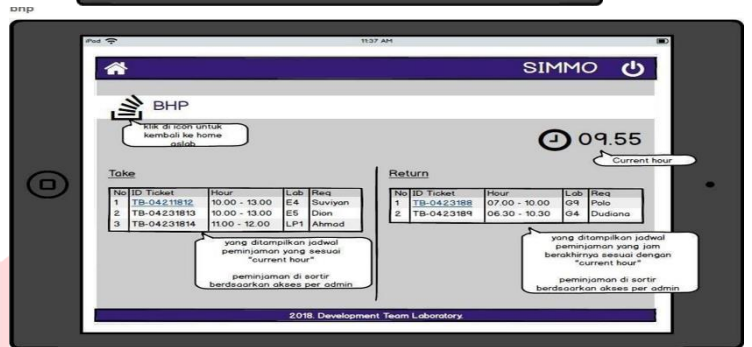 BHP
iPad
11:37 AM
SIMMO
BHP
klik di icon untuk
kembali ke home
aslab
09.55
Current hour
Take
No ID Ticket Hour Lab Req
1 TB-04211812 10.00 - 13.00 E4 Suviyan
2 TB-04231813 10.00 - 13.00 E5 Dion
3 TB-04231814 11.00 - 12.00 LP1 Ahmad
yang ditampilkan jadwal
peminjaman yang sesuai
"current hour"
peminjaman di sortir
berdsaarkan akses per admin
Return
No ID Ticket Hour Lab Req
1 TB-0423188 07.00 - 10.00 G9 Polo
2 TB-0423189 06.30 - 10.30 G4 Dudiana
yang ditampilkan jadwal
peminjaman yang jam
berakhirnya sesuai dengan
"current hour"
peminjaman di sortir
berdsaarkan akses per admin
2018. Development Team Laboratory.